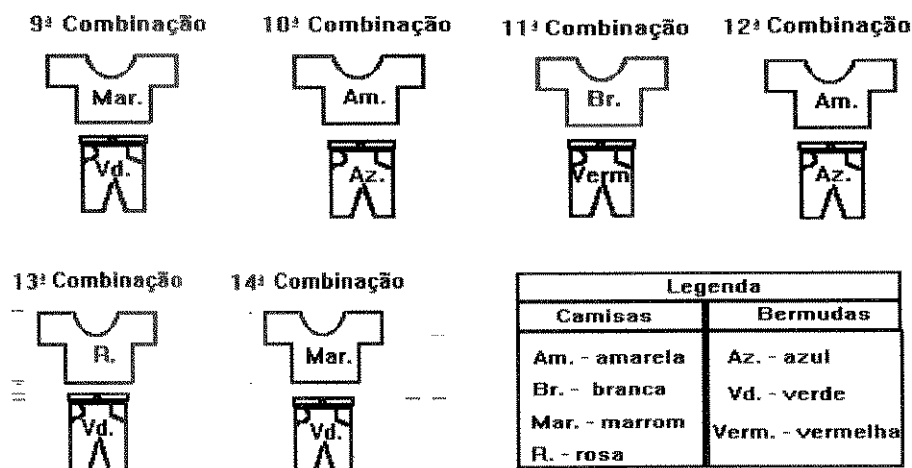 9ª Combinação
10ª Combinação
11ª Combinação
12ª Combinação
Mar.
Am.
Br.
Am.
Vd.
Az.
Verm
Az.
13ª Combinação
14ª Combinação
R.
Mar.
Vd.
Vd.
Legenda
Camisas
Bermudas
Am. - amarela
Az. - azul
Br. - branca
Vd. - verde
Mar. - marrom
Verm. - vermelha
R. - rosa